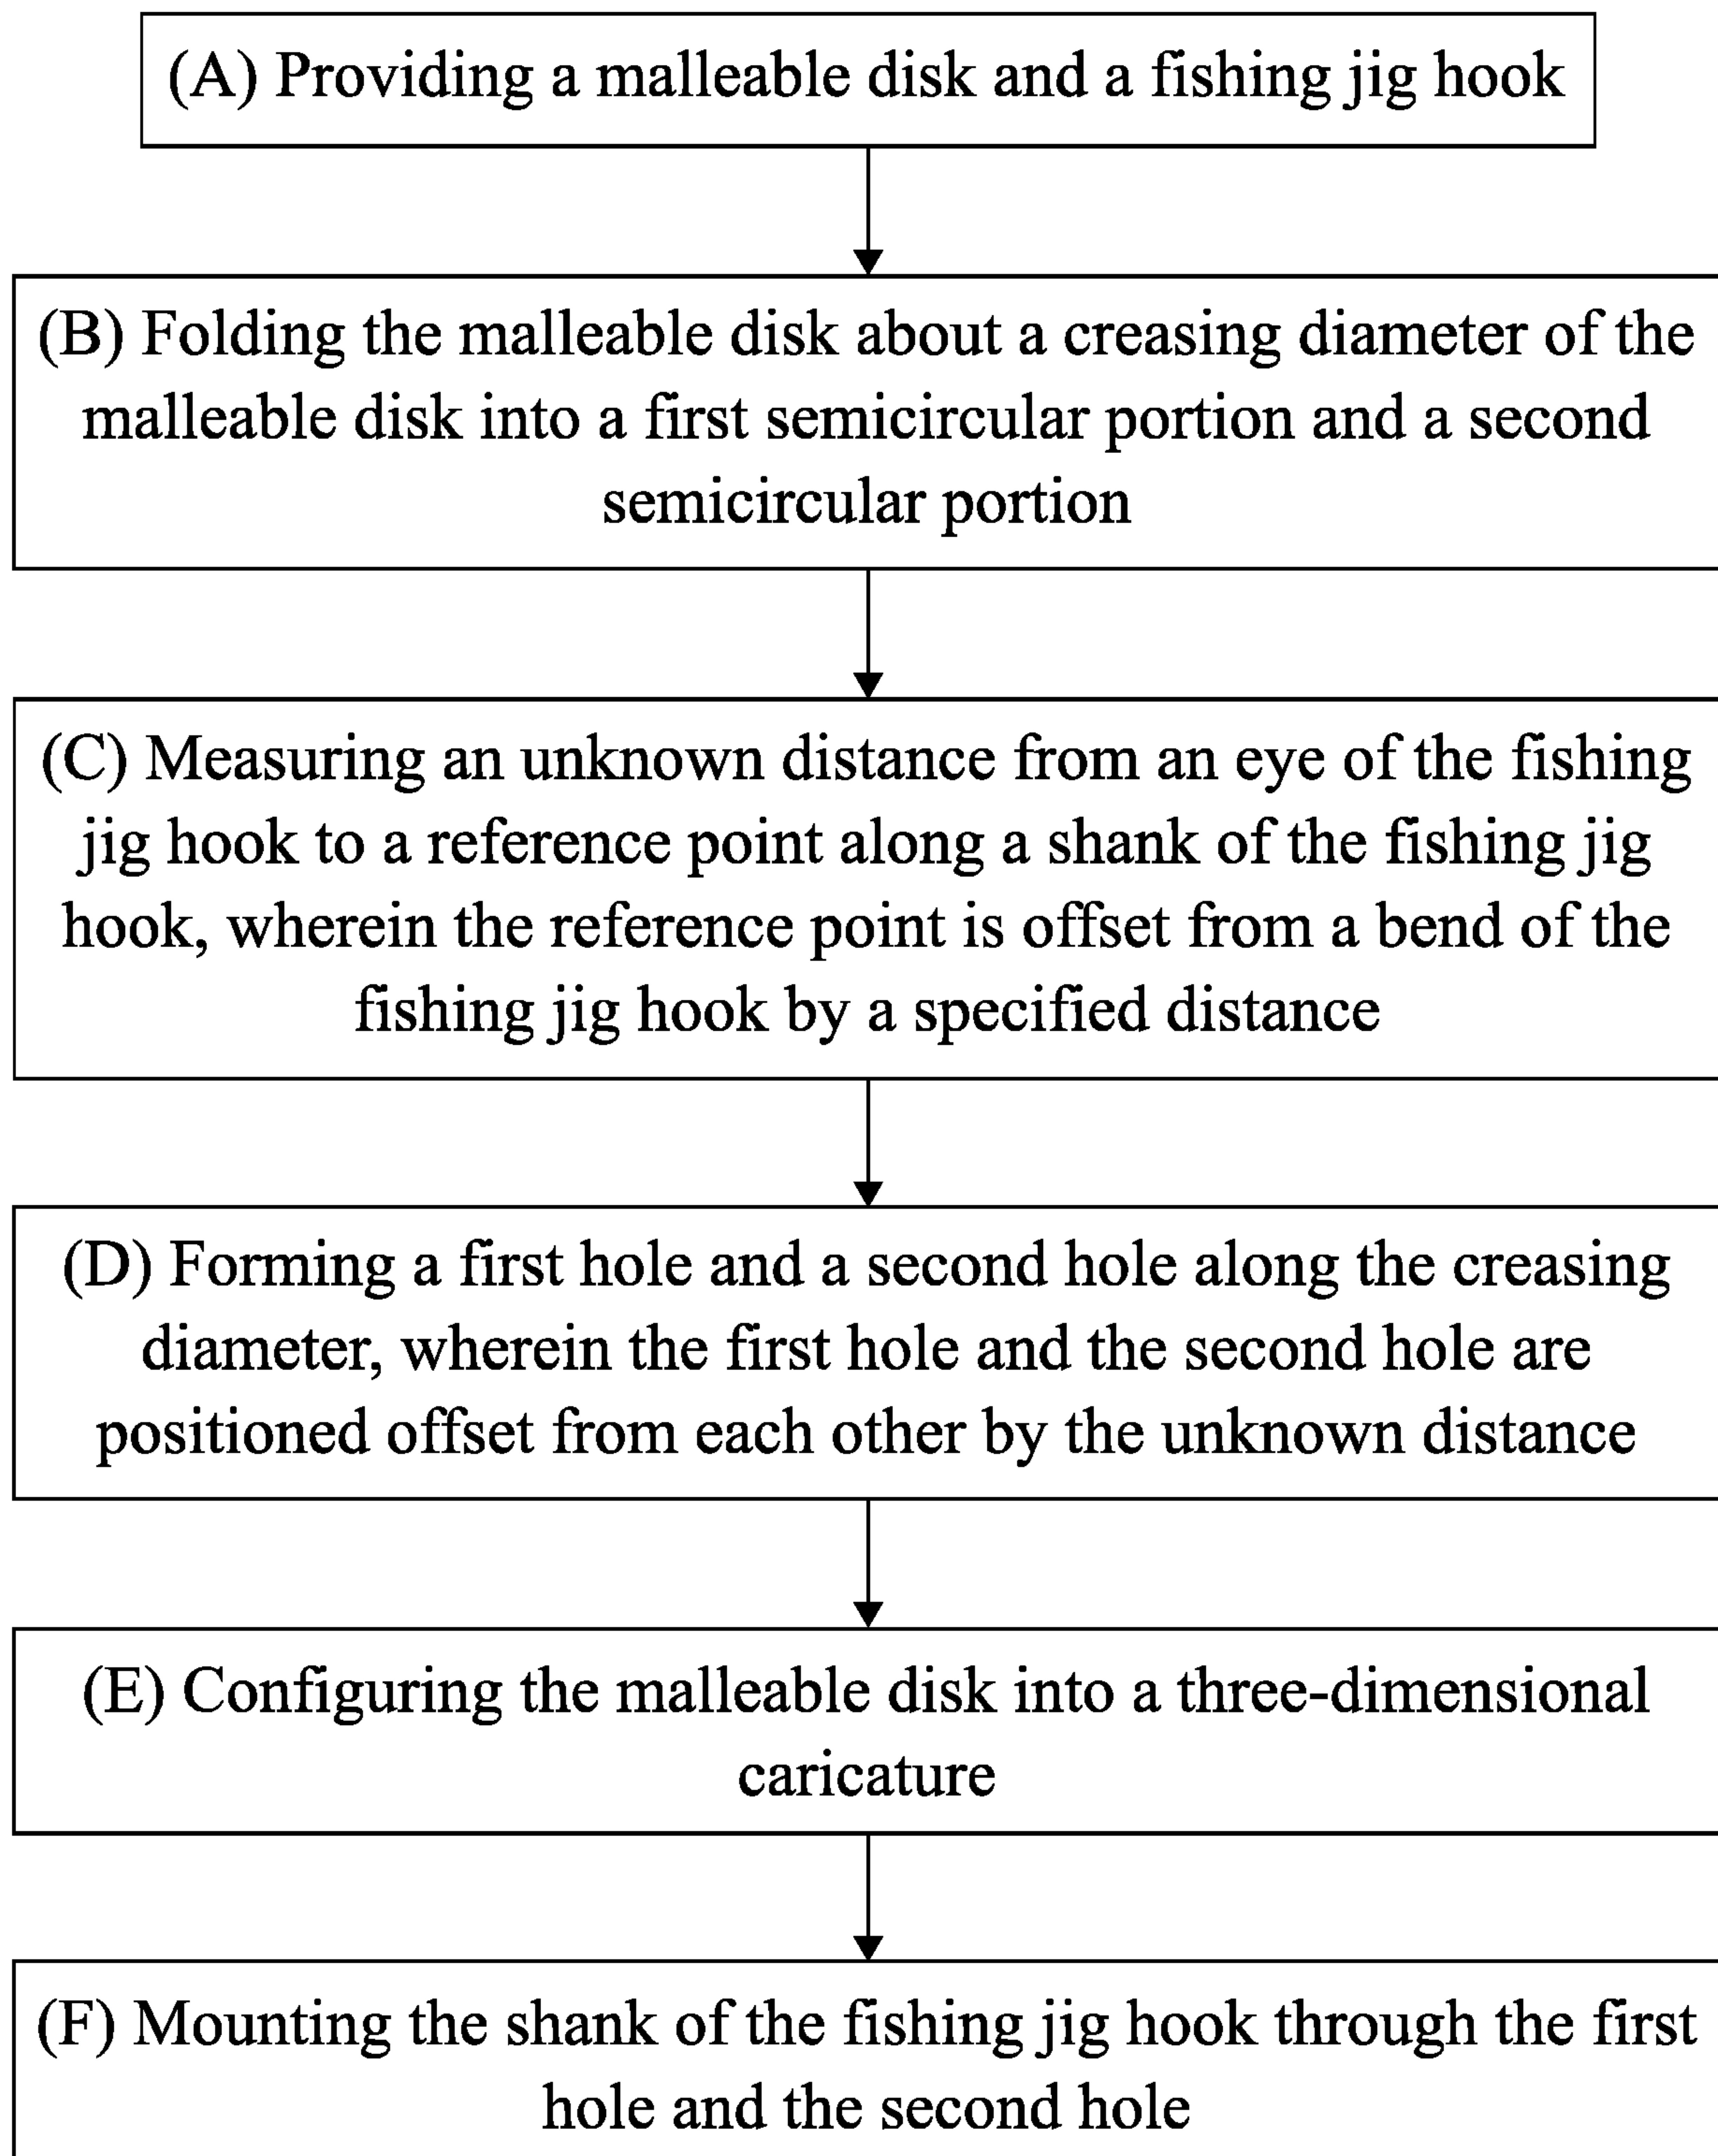 (A) Providing a malleable disk and a fishing jig hook
(B) Folding the malleable disk about a creasing diameter of the
malleable disk into a first semicircular portion and a second
semicircular portion
(C) Measuring an unknown distance from an eye of the fishing
jig hook to a reference point along a shank of the fishing jig
hook, wherein the reference point is offset from a bend of the
fishing jig hook by a specified distance
(D) Forming a first hole and a second hole along the creasing
diameter, wherein the first hole and the second hole are
positioned offset from each other by the unknown distance
(E) Configuring the malleable disk into a three-dimensional
caricature
(F) Mounting the shank of the fishing jig hook through the first
hole and the second hole